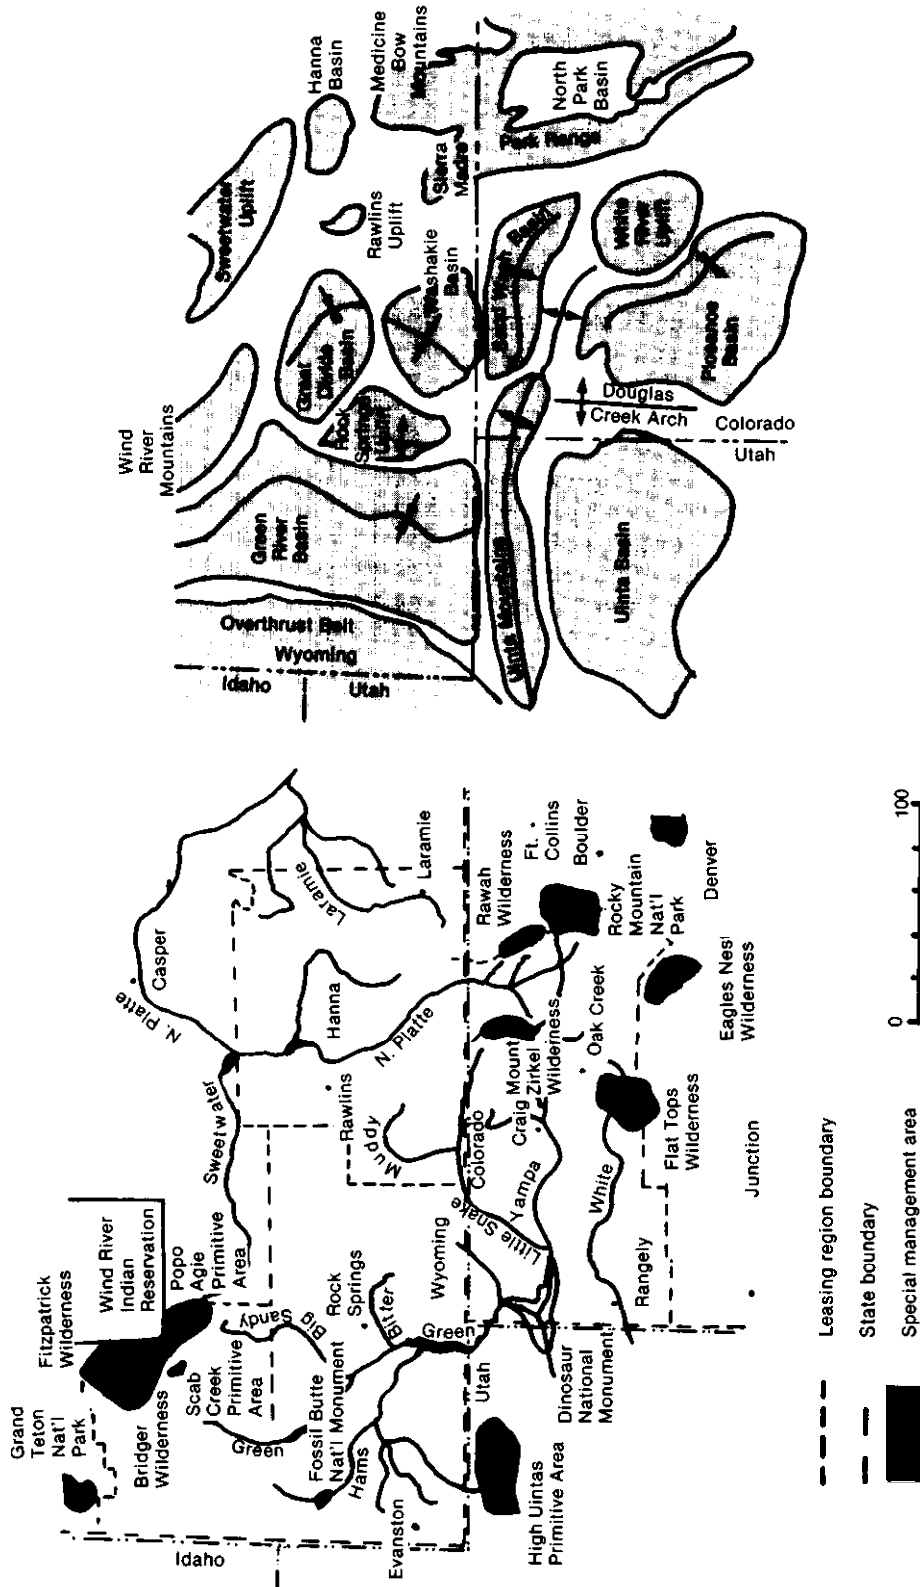 Grand
Teton
Nat'l
Park
Fitzpatrick
Wilderness
Wind River
Indian
Reservation
Popo
Agie
Primitive
Area
Bridger
Wilderness
Scab
Creek
Primitive
Area
Green
Big Sandy
Sweetwater
N. Platte
Casper
Fossil Butte
Nat'l Monument
Rock
Springs
Hams
Bitter
Green
Muddy
Rawlins
Hanna
N. Platte
Laramie
Laramie
Idaho
Evanston
Utah
Wyoming
Colorado
High Uintas
Primitive Area
Dinosaur
National
Monument
Little Snake
Yampa
Craig
Mount
Zirkel
Wilderness
Oak Creek
White
Rangely
Flat Tops
Wilderness
Junction
Rawah
Wilderness
Ft.
Collins
Boulder
Rocky
Mountain
Nat'l
Park
Denver
Eagles Nest
Wilderness
Leasing region boundary
State boundary
Special management area
0
100
Wind
River
Mountains
Sweetwater
Uplift
Hanna
Basin
Green
River
Basin
Great
Divide
Basin
Rock
Springs
Uplift
Rawlins
Uplift
Washakie
Basin
Medicine
Bow
Mountains
Sierra
Madre
Overthrust Belt
Wyoming
Idaho
Utah
Uinta Mountains
Sand Wash Basin
Park Range
North
Park
Basin
White
River
Uplift
Douglas
Creek Arch
Colorado
Utah
Uinta Basin
Piceance
Basin